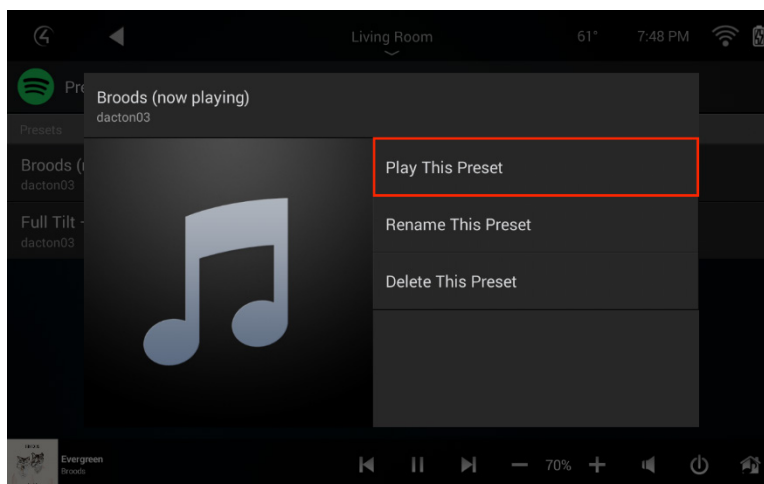 Living Room
61°
7:48 PM
Pre
Broods (now playing)
dacton03
Presets
Play This Preset
Broods (
dacton03
Rename This Preset
Full Tilt -
dacton03
Delete This Preset
Evergreen
Broods
70%